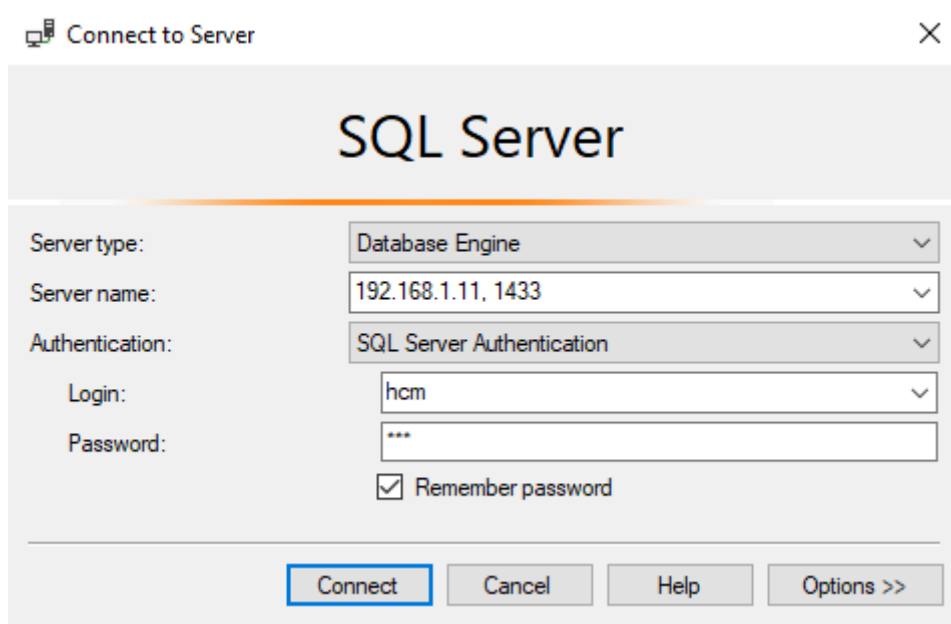 Connect to Server
SQL Server
Server type: Database Engine
Server name: 192.168.1.11, 1433
Authentication: SQL Server Authentication
Login: hcm
Password: ***
Remember password
Connect Cancel Help Options >>